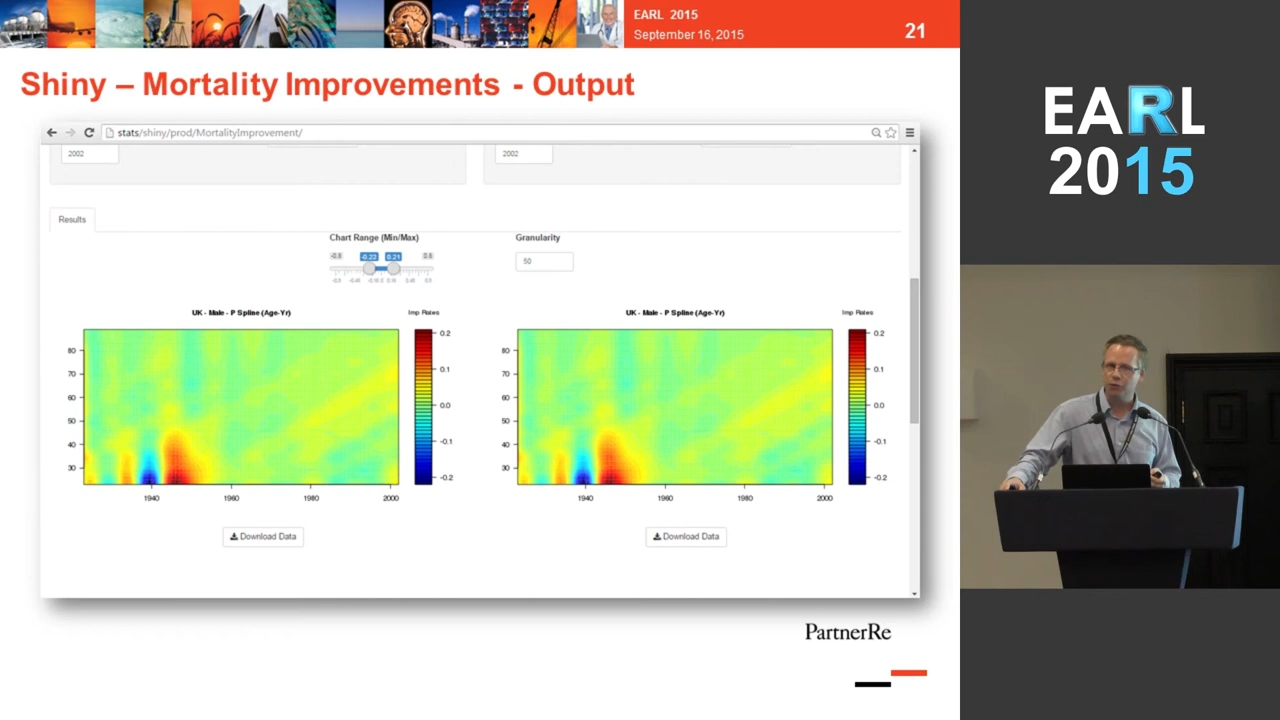 EARL 2015
September 16, 2015
21
Shiny – Mortality Improvements - Output
stats/shiny/prod/MortalityImprovement/
2002
2002
Results
Chart Range (Min/Max)
Granularity
-0.8 -0.22 0.21 0.8
50
UK - Male - P Spline (Age-Yr)
Imp Rates
80
70
60
50
40
30
1940 1960 1980 2000
0.2
0.1
0.0
-0.1
-0.2
UK - Male - P Spline (Age-Yr)
Imp Rates
80
70
60
50
40
30
1940 1960 1980 2000
0.2
0.1
0.0
-0.1
-0.2
Download Data
Download Data
PartnerRe
EARL
2015